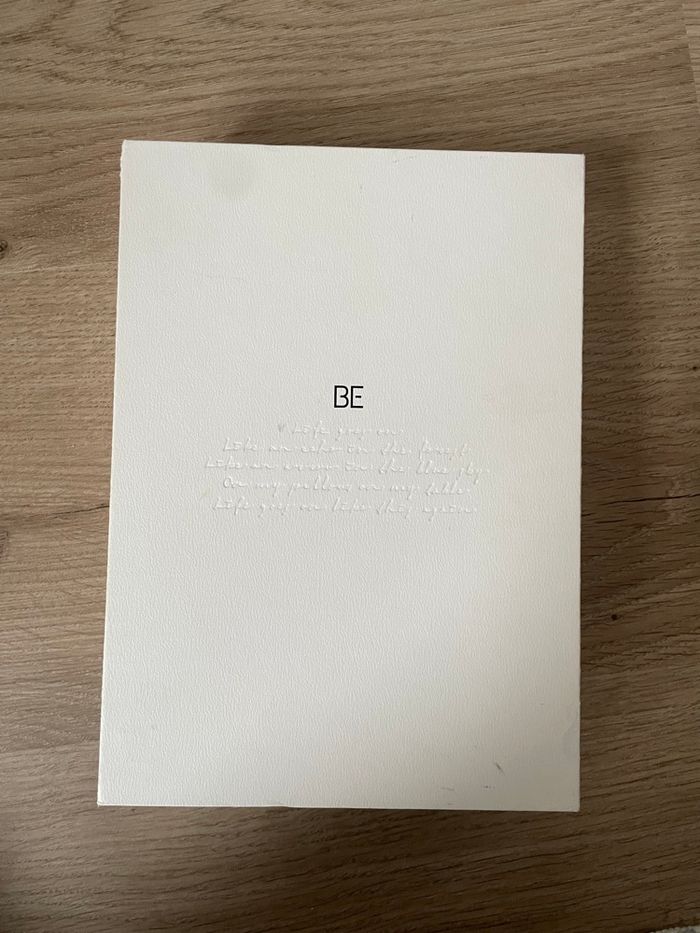 BE
" Life goes on.
Like an echo in the forest.
Like an arrow in the blue sky.
On my pillow, on my table.
Life goes on like this again.